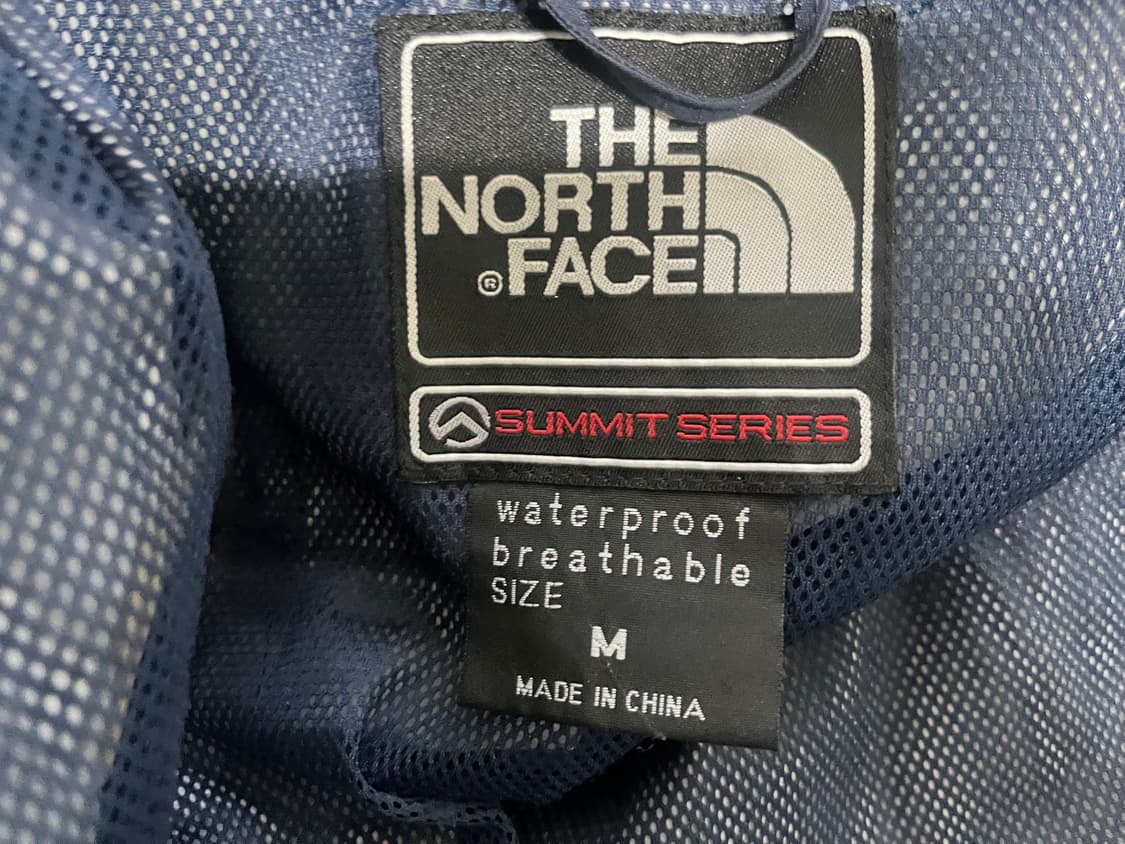 THE
NORTH
® FACE
SUMMIT SERIES
waterproof
breathable
SIZE
M
MADE IN CHINA